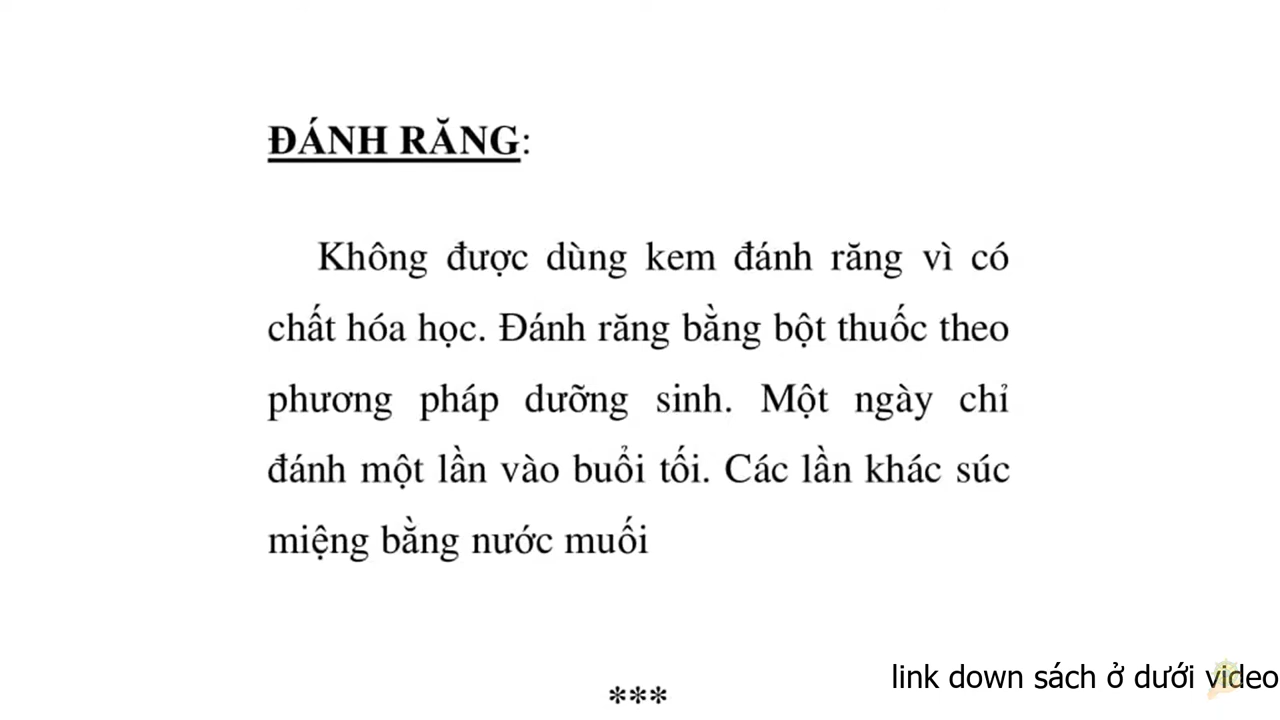 ĐÁNH RĂNG:
Không được dùng kem đánh răng vì có
chất hóa học. Đánh răng bằng bột thuốc theo
phương pháp dưỡng sinh. Một ngày chỉ
đánh một lần vào buổi tối. Các lần khác súc
miệng bằng nước muối
***
link down sách ở dưới video